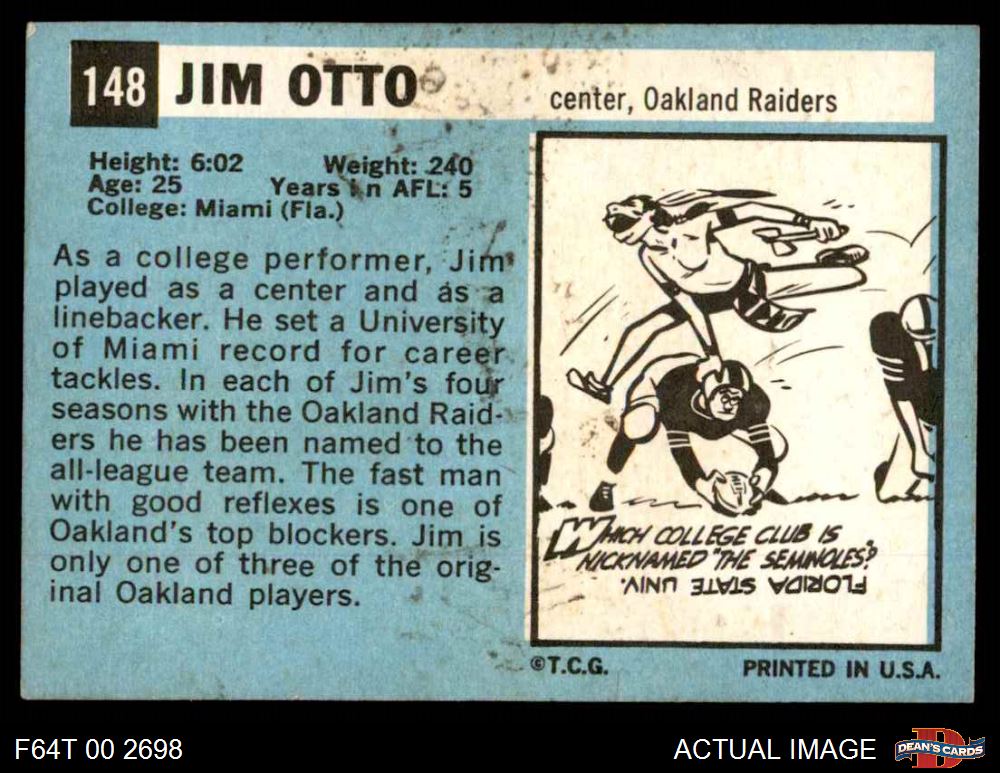 148 JIM OTTO
center, Oakland Raiders
Height: 6:02 Weight: 240
Age: 25 Years in AFL: 5
College: Miami (Fla.)
As a college performer, Jim
played as a center and as a
linebacker. He set a University
of Miami record for career
tackles. In each of Jim's four
seasons with the Oakland Raid-
ers he has been named to the
all-league team. The fast man
with good reflexes is one of
Oakland's top blockers. Jim is
only one of three of the orig-
inal Oakland players.
WHICH COLLEGE CLUB IS
NICKNAMED "THE SEMINOLES"?
FLORIDA STATE UNIV.
©T.C.G. PRINTED IN U.S.A.
F64T 00 2698 ACTUAL IMAGE D DEAN'S CARDS